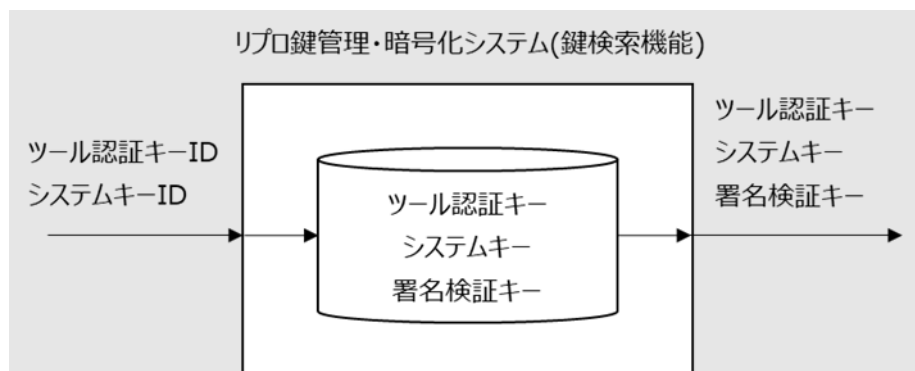 リプロ鍵管理・暗号化システム(鍵検索機能)
ツール認証キーID
システムキーID
ツール認証キー
システムキー
署名検証キー
ツール認証キー
システムキー
署名検証キー